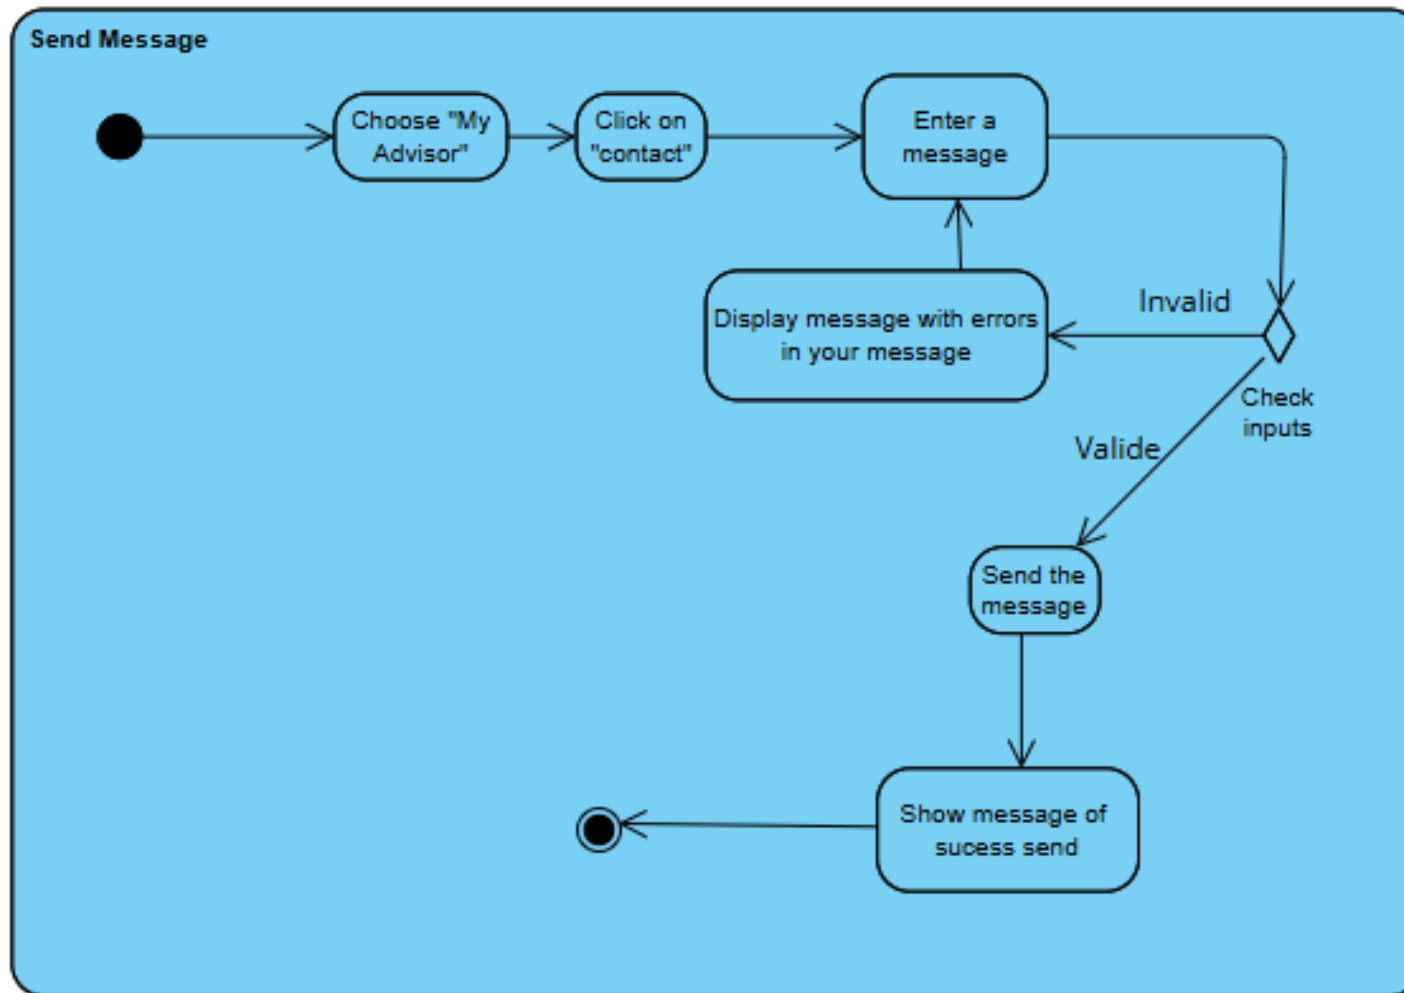 Send Message
Choose "My
Advisor"
Click on
"contact"
Enter a
message
Display message with errors
in your message
Invalid
Check
inputs
Valide
Send the
message
Show message of
sucess send